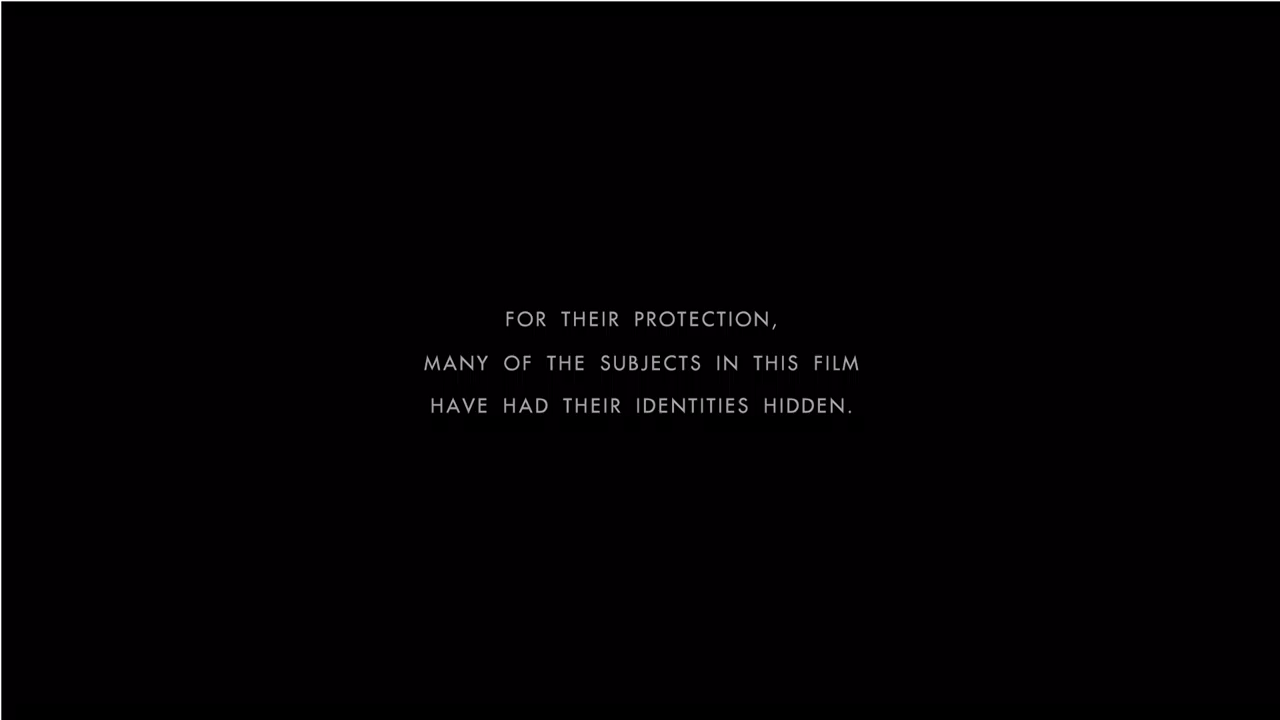 FOR THEIR PROTECTION,
MANY OF THE SUBJECTS IN THIS FILM
HAVE HAD THEIR IDENTITIES HIDDEN.